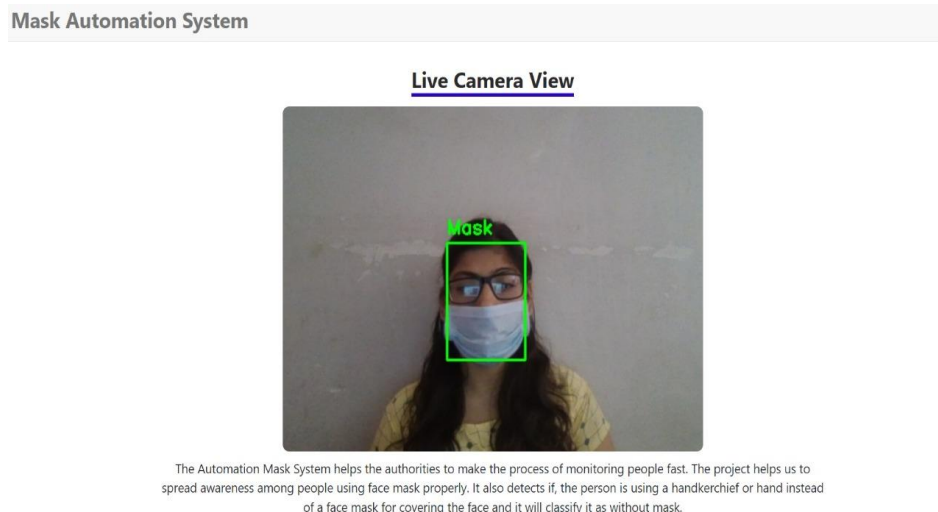 Mask Automation System
Live Camera View
Mask
The Automation Mask System helps the authorities to make the process of monitoring people fast. The project helps us to
spread awareness among people using face mask properly. It also detects if, the person is using a handkerchief or hand instead
of a face mask for covering the face and it will classify it as without mask.